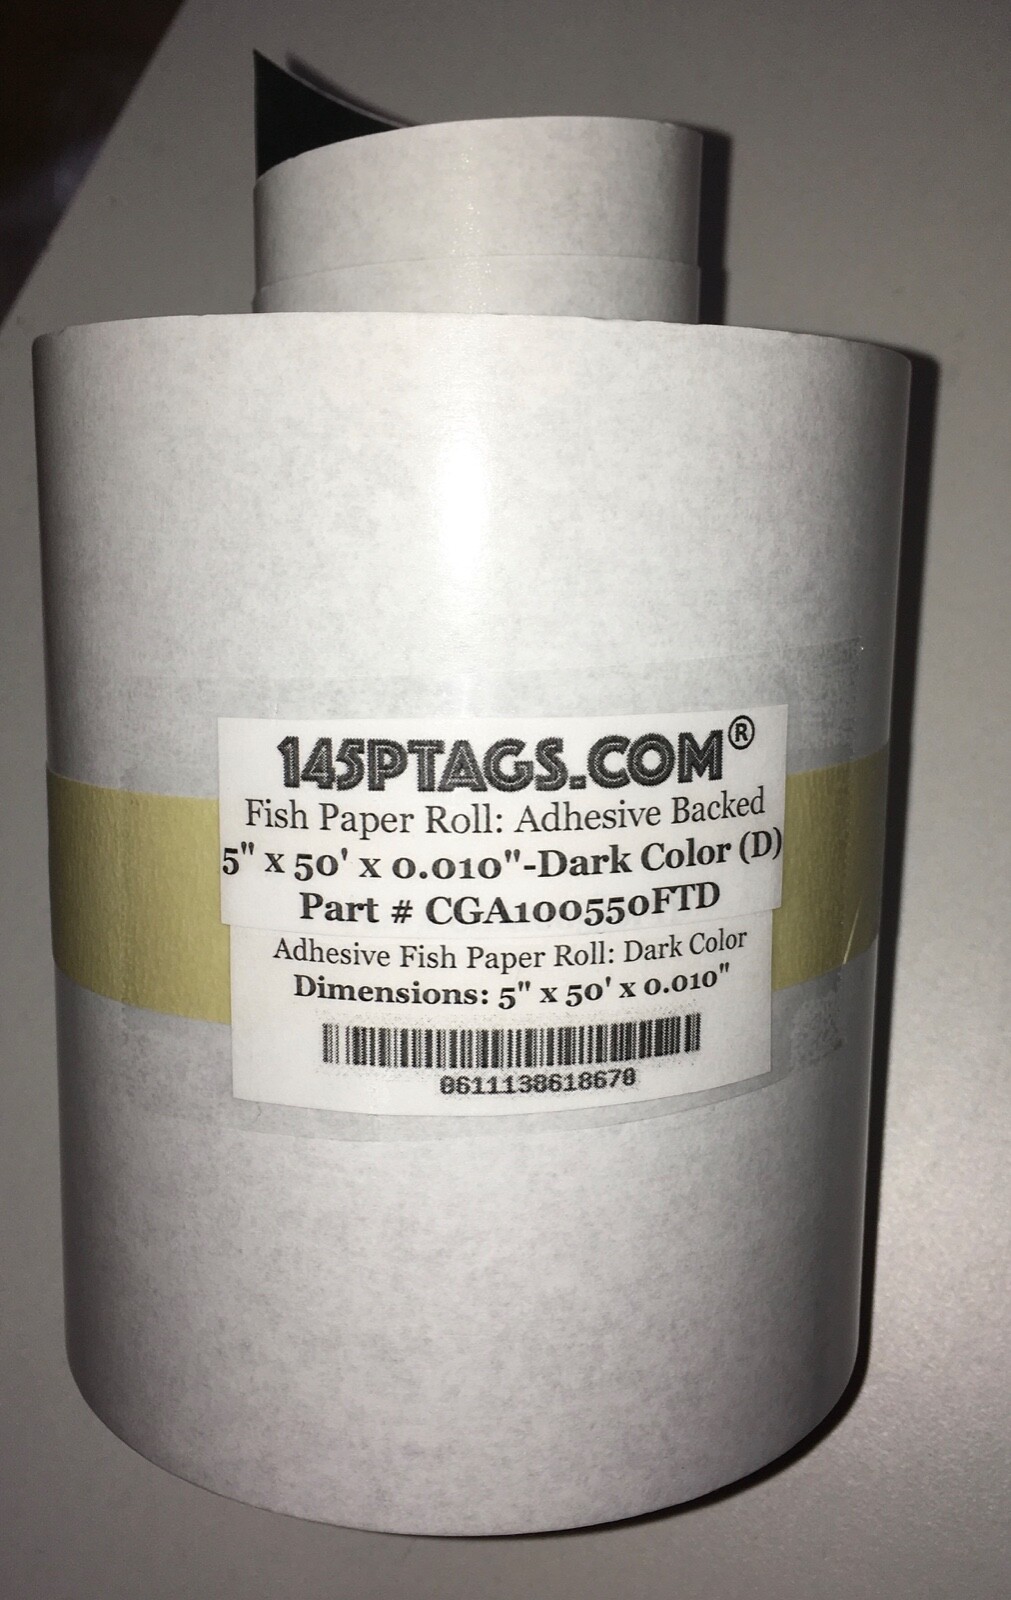 145PTAGS.COM®
Fish Paper Roll: Adhesive Backed
5" x 50' x 0.010"-Dark Color (D)
Part # CGA100550FTD
Adhesive Fish Paper Roll: Dark Color
Dimensions: 5" x 50' x 0.010"
0611138618670